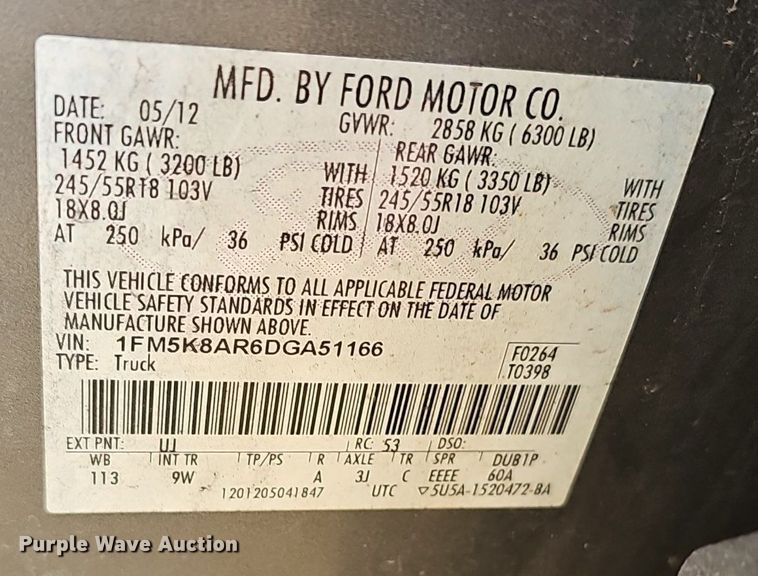 MFD. BY FORD MOTOR CO.
DATE: 05/12 GVWR: 2858 KG ( 6300 LB)
FRONT GAWR: REAR GAWR:
1452 KG ( 3200 LB) WITH 1520 KG ( 3350 LB) WITH
245/55R18 103V TIRES 245/55R18 103V TIRES
18X8.0J RIMS 18X8.0J RIMS
AT 250 kPa/ 36 PSI COLD AT 250 kPa/ 36 PSI COLD
THIS VEHICLE CONFORMS TO ALL APPLICABLE FEDERAL MOTOR
VEHICLE SAFETY STANDARDS IN EFFECT ON THE DATE OF
MANUFACTURE SHOWN ABOVE.
VIN: 1FM5K8AR6DGA51166 F0264
TYPE: Truck T0398
EXT PNT: UJ RC: 53 DSO:
WB INT TR TP/PS R AXLE TR SPR DUB1P
113 9W A 3J C EEEE 60A
1201205041847 UTC ▽5U5A-1520472-BA
Purple Wave Auction